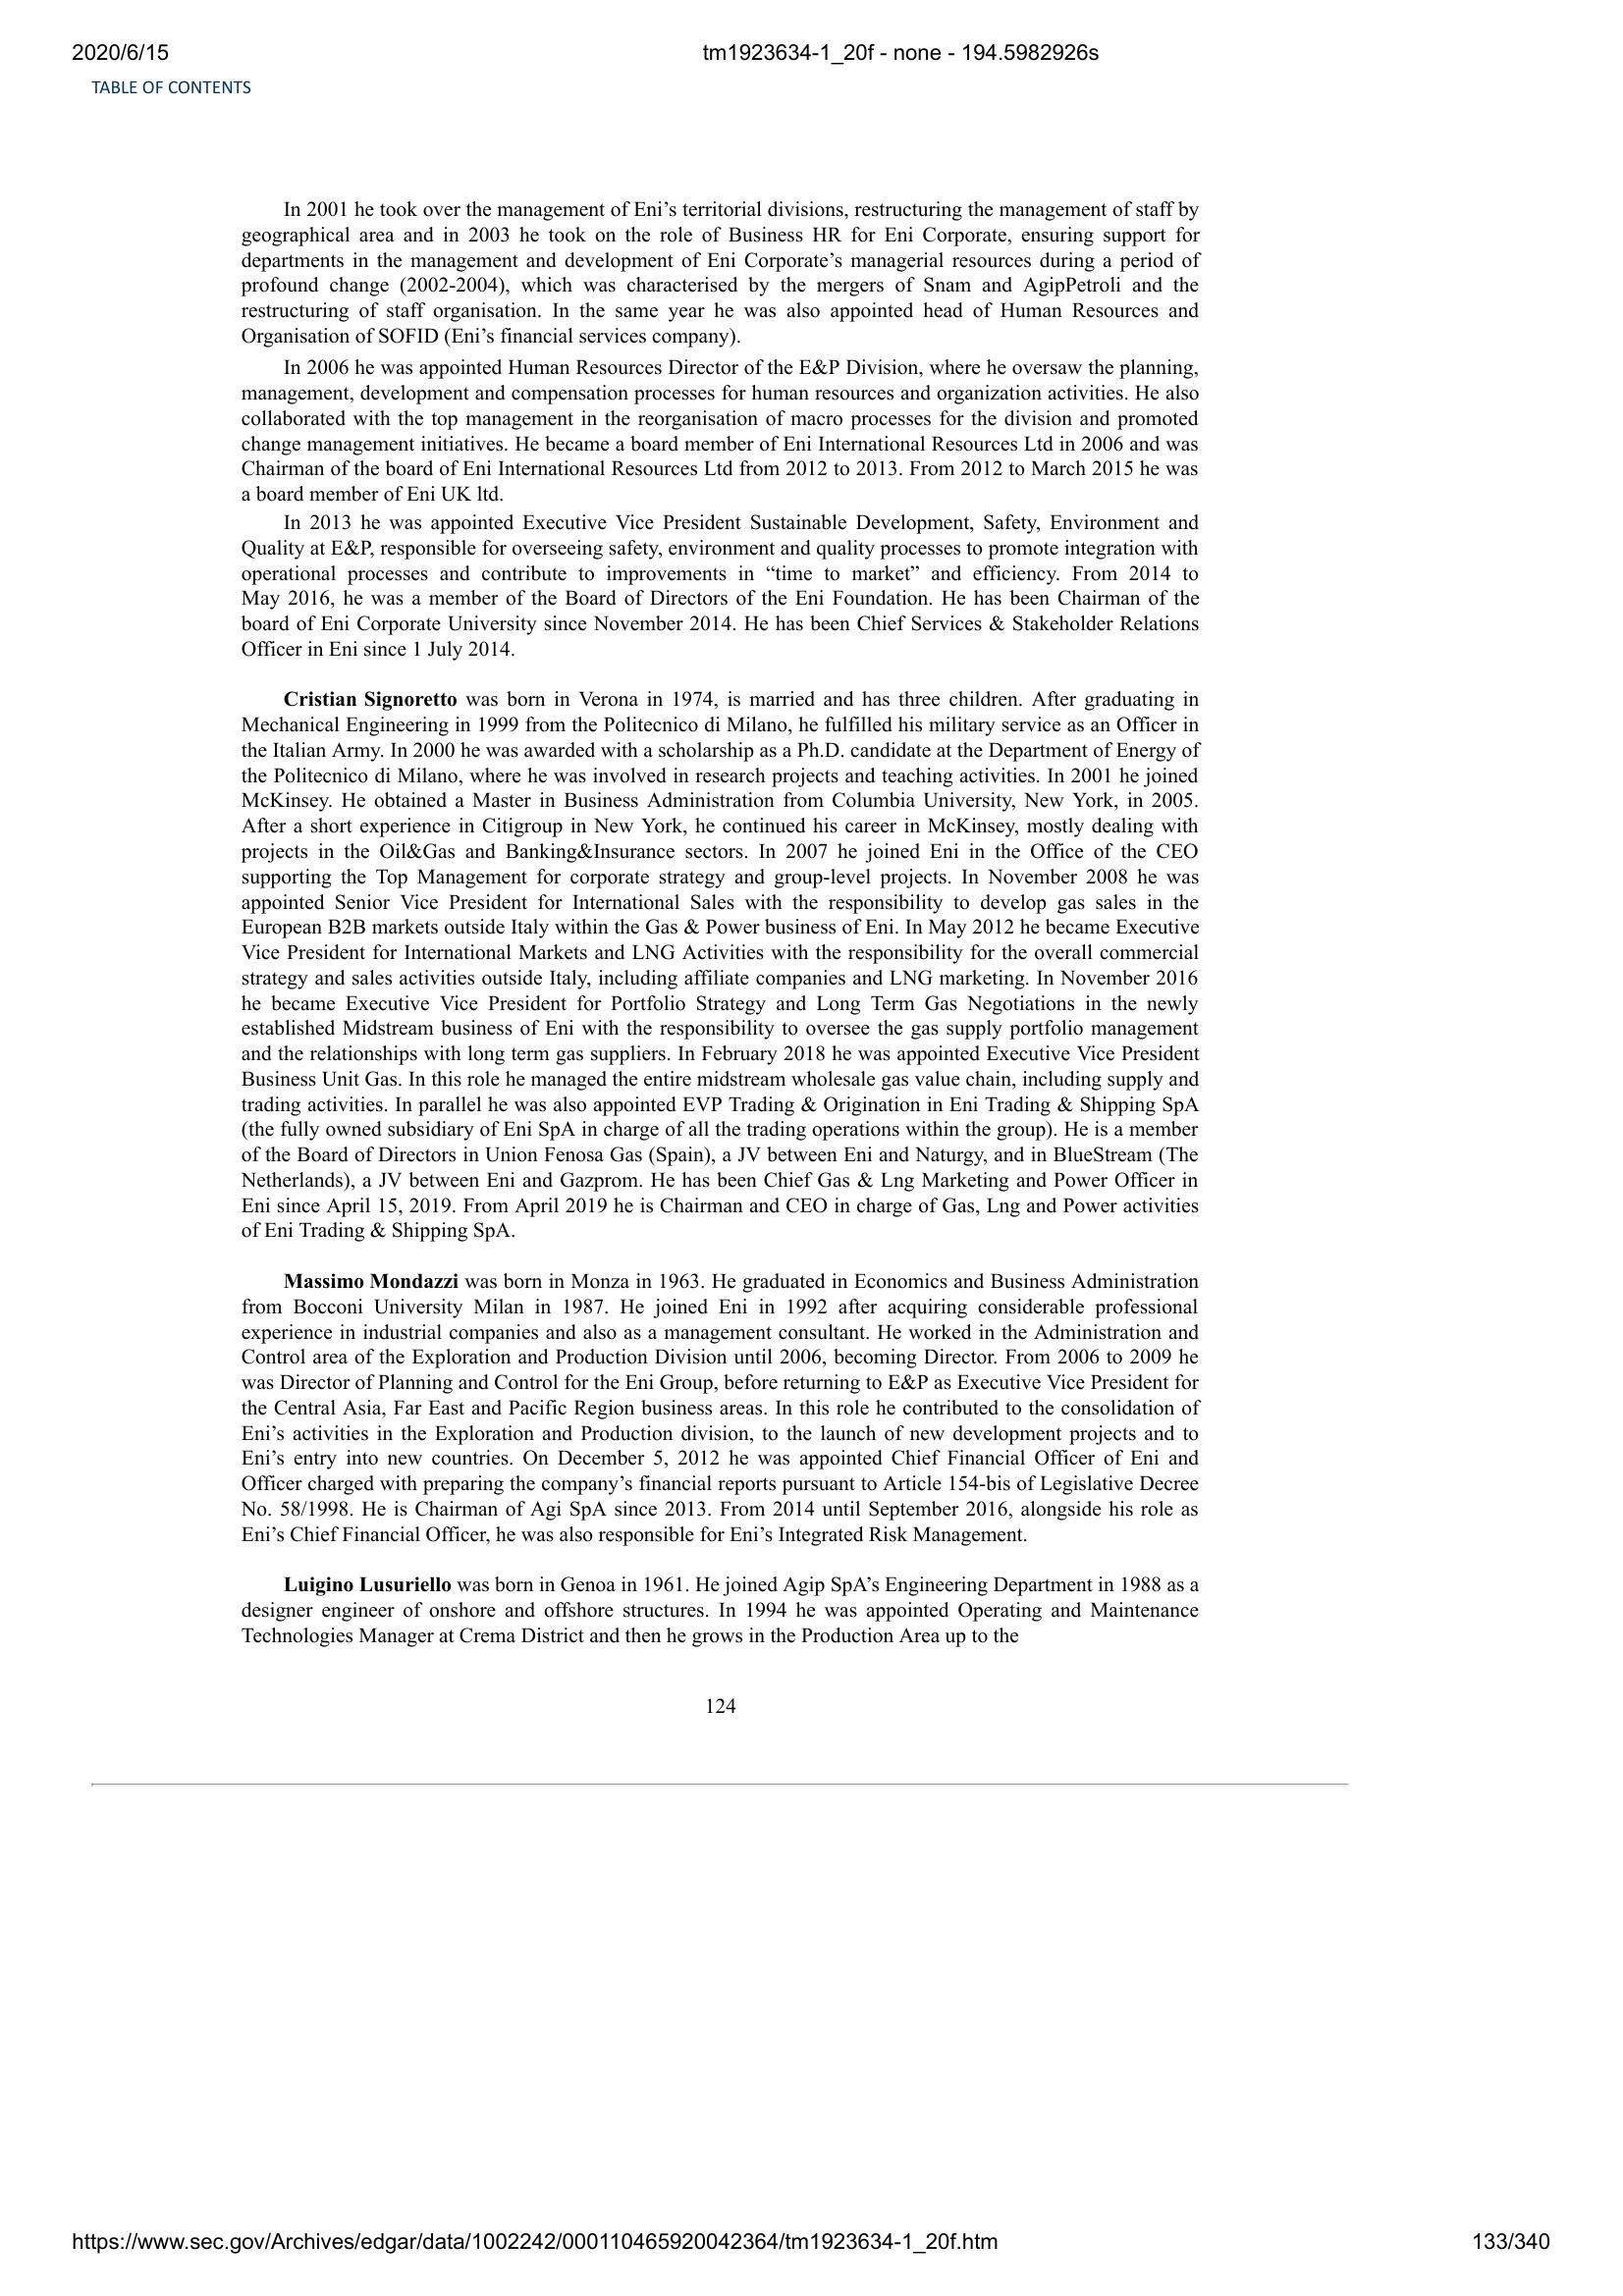 2020/6/15 tm1923634-1_20f - none - 194.5982926s
TABLE OF CONTENTS
In 2001 he took over the management of Eni’s territorial divisions, restructuring the management of staff by
geographical area and in 2003 he took on the role of Business HR for Eni Corporate, ensuring support for
departments in the management and development of Eni Corporate’s managerial resources during a period of
profound change (2002-2004), which was characterised by the mergers of Snam and AgipPetroli and the
restructuring of staff organisation. In the same year he was also appointed head of Human Resources and
Organisation of SOFID (Eni’s financial services company).
In 2006 he was appointed Human Resources Director of the E&P Division, where he oversaw the planning,
management, development and compensation processes for human resources and organization activities. He also
collaborated with the top management in the reorganisation of macro processes for the division and promoted
change management initiatives. He became a board member of Eni International Resources Ltd in 2006 and was
Chairman of the board of Eni International Resources Ltd from 2012 to 2013. From 2012 to March 2015 he was
a board member of Eni UK ltd.
In 2013 he was appointed Executive Vice President Sustainable Development, Safety, Environment and
Quality at E&P, responsible for overseeing safety, environment and quality processes to promote integration with
operational processes and contribute to improvements in “time to market” and efficiency. From 2014 to
May 2016, he was a member of the Board of Directors of the Eni Foundation. He has been Chairman of the
board of Eni Corporate University since November 2014. He has been Chief Services & Stakeholder Relations
Officer in Eni since 1 July 2014.
Cristian Signoretto was born in Verona in 1974, is married and has three children. After graduating in
Mechanical Engineering in 1999 from the Politecnico di Milano, he fulfilled his military service as an Officer in
the Italian Army. In 2000 he was awarded with a scholarship as a Ph.D. candidate at the Department of Energy of
the Politecnico di Milano, where he was involved in research projects and teaching activities. In 2001 he joined
McKinsey. He obtained a Master in Business Administration from Columbia University, New York, in 2005.
After a short experience in Citigroup in New York, he continued his career in McKinsey, mostly dealing with
projects in the Oil&Gas and Banking&Insurance sectors. In 2007 he joined Eni in the Office of the CEO
supporting the Top Management for corporate strategy and group-level projects. In November 2008 he was
appointed Senior Vice President for International Sales with the responsibility to develop gas sales in the
European B2B markets outside Italy within the Gas & Power business of Eni. In May 2012 he became Executive
Vice President for International Markets and LNG Activities with the responsibility for the overall commercial
strategy and sales activities outside Italy, including affiliate companies and LNG marketing. In November 2016
he became Executive Vice President for Portfolio Strategy and Long Term Gas Negotiations in the newly
established Midstream business of Eni with the responsibility to oversee the gas supply portfolio management
and the relationships with long term gas suppliers. In February 2018 he was appointed Executive Vice President
Business Unit Gas. In this role he managed the entire midstream wholesale gas value chain, including supply and
trading activities. In parallel he was also appointed EVP Trading & Origination in Eni Trading & Shipping SpA
(the fully owned subsidiary of Eni SpA in charge of all the trading operations within the group). He is a member
of the Board of Directors in Union Fenosa Gas (Spain), a JV between Eni and Naturgy, and in BlueStream (The
Netherlands), a JV between Eni and Gazprom. He has been Chief Gas & Lng Marketing and Power Officer in
Eni since April 15, 2019. From April 2019 he is Chairman and CEO in charge of Gas, Lng and Power activities
of Eni Trading & Shipping SpA.
Massimo Mondazzi was born in Monza in 1963. He graduated in Economics and Business Administration
from Bocconi University Milan in 1987. He joined Eni in 1992 after acquiring considerable professional
experience in industrial companies and also as a management consultant. He worked in the Administration and
Control area of the Exploration and Production Division until 2006, becoming Director. From 2006 to 2009 he
was Director of Planning and Control for the Eni Group, before returning to E&P as Executive Vice President for
the Central Asia, Far East and Pacific Region business areas. In this role he contributed to the consolidation of
Eni’s activities in the Exploration and Production division, to the launch of new development projects and to
Eni’s entry into new countries. On December 5, 2012 he was appointed Chief Financial Officer of Eni and
Officer charged with preparing the company’s financial reports pursuant to Article 154-bis of Legislative Decree
No. 58/1998. He is Chairman of Agi SpA since 2013. From 2014 until September 2016, alongside his role as
Eni’s Chief Financial Officer, he was also responsible for Eni’s Integrated Risk Management.
Luigino Lusuriello was born in Genoa in 1961. He joined Agip SpA’s Engineering Department in 1988 as a
designer engineer of onshore and offshore structures. In 1994 he was appointed Operating and Maintenance
Technologies Manager at Crema District and then he grows in the Production Area up to the
124
https://www.sec.gov/Archives/edgar/data/1002242/000110465920042364/tm1923634-1_20f.htm 133/340